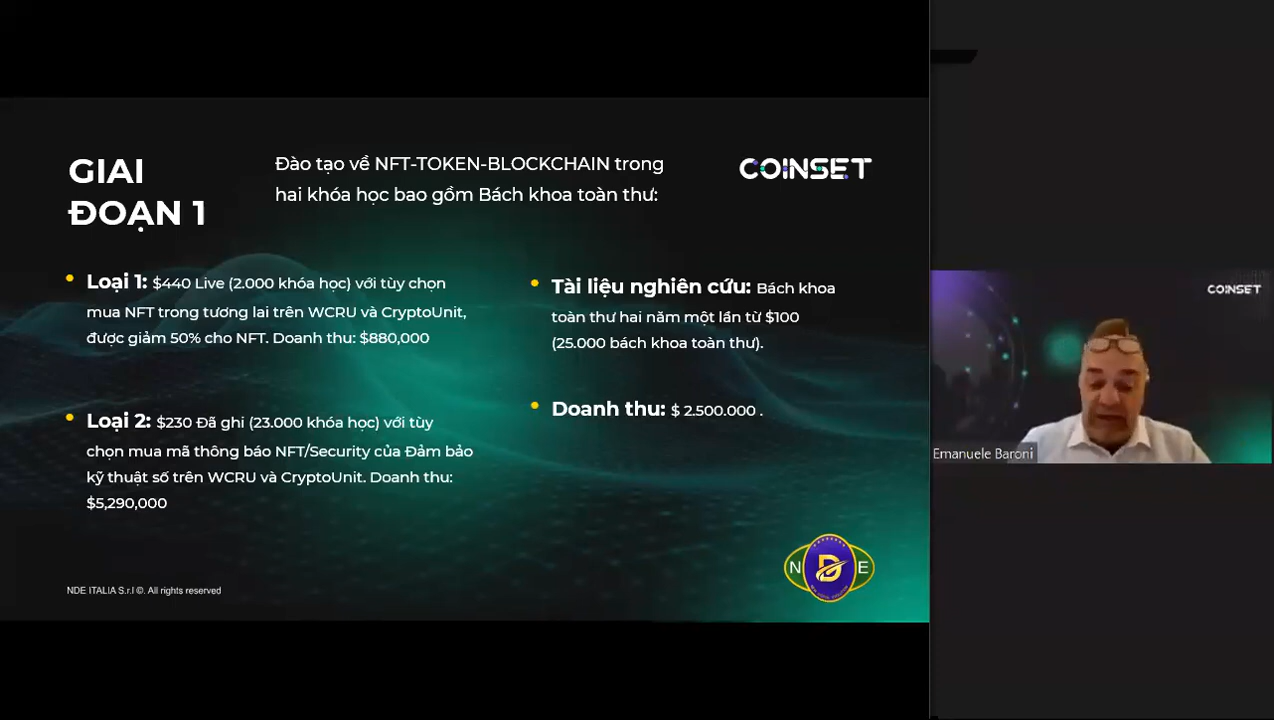 GIAI
ĐOẠN 1
Đào tạo về NFT-TOKEN-BLOCKCHAIN trong
hai khóa học bao gồm Bách khoa toàn thư:
COINSET
Loại 1: $440 Live (2.000 khóa học) với tùy chọn
mua NFT trong tương lai trên WCRU và CryptoUnit,
được giảm 50% cho NFT. Doanh thu: $880,000
Loại 2: $230 Đã ghi (23.000 khóa học) với tùy
chọn mua mã thông báo NFT/Security của Đảm bảo
kỹ thuật số trên WCRU và CryptoUnit. Doanh thu:
$5,290,000
Tài liệu nghiên cứu: Bách khoa
toàn thư hai năm một lần từ $100
(25.000 bách khoa toàn thư).
Doanh thu: $ 2.500.000 .
NDE ITALIA S.r.l ©. All rights reserved
N D E
COINSET
Emanuele Baroni